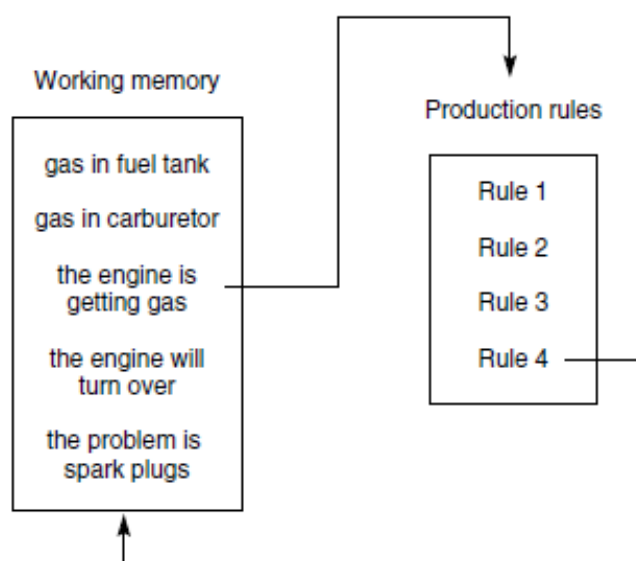 Working memory
gas in fuel tank
gas in carburetor
the engine is
getting gas
the engine will
turn over
the problem is
spark plugs
Production rules
Rule 1
Rule 2
Rule 3
Rule 4